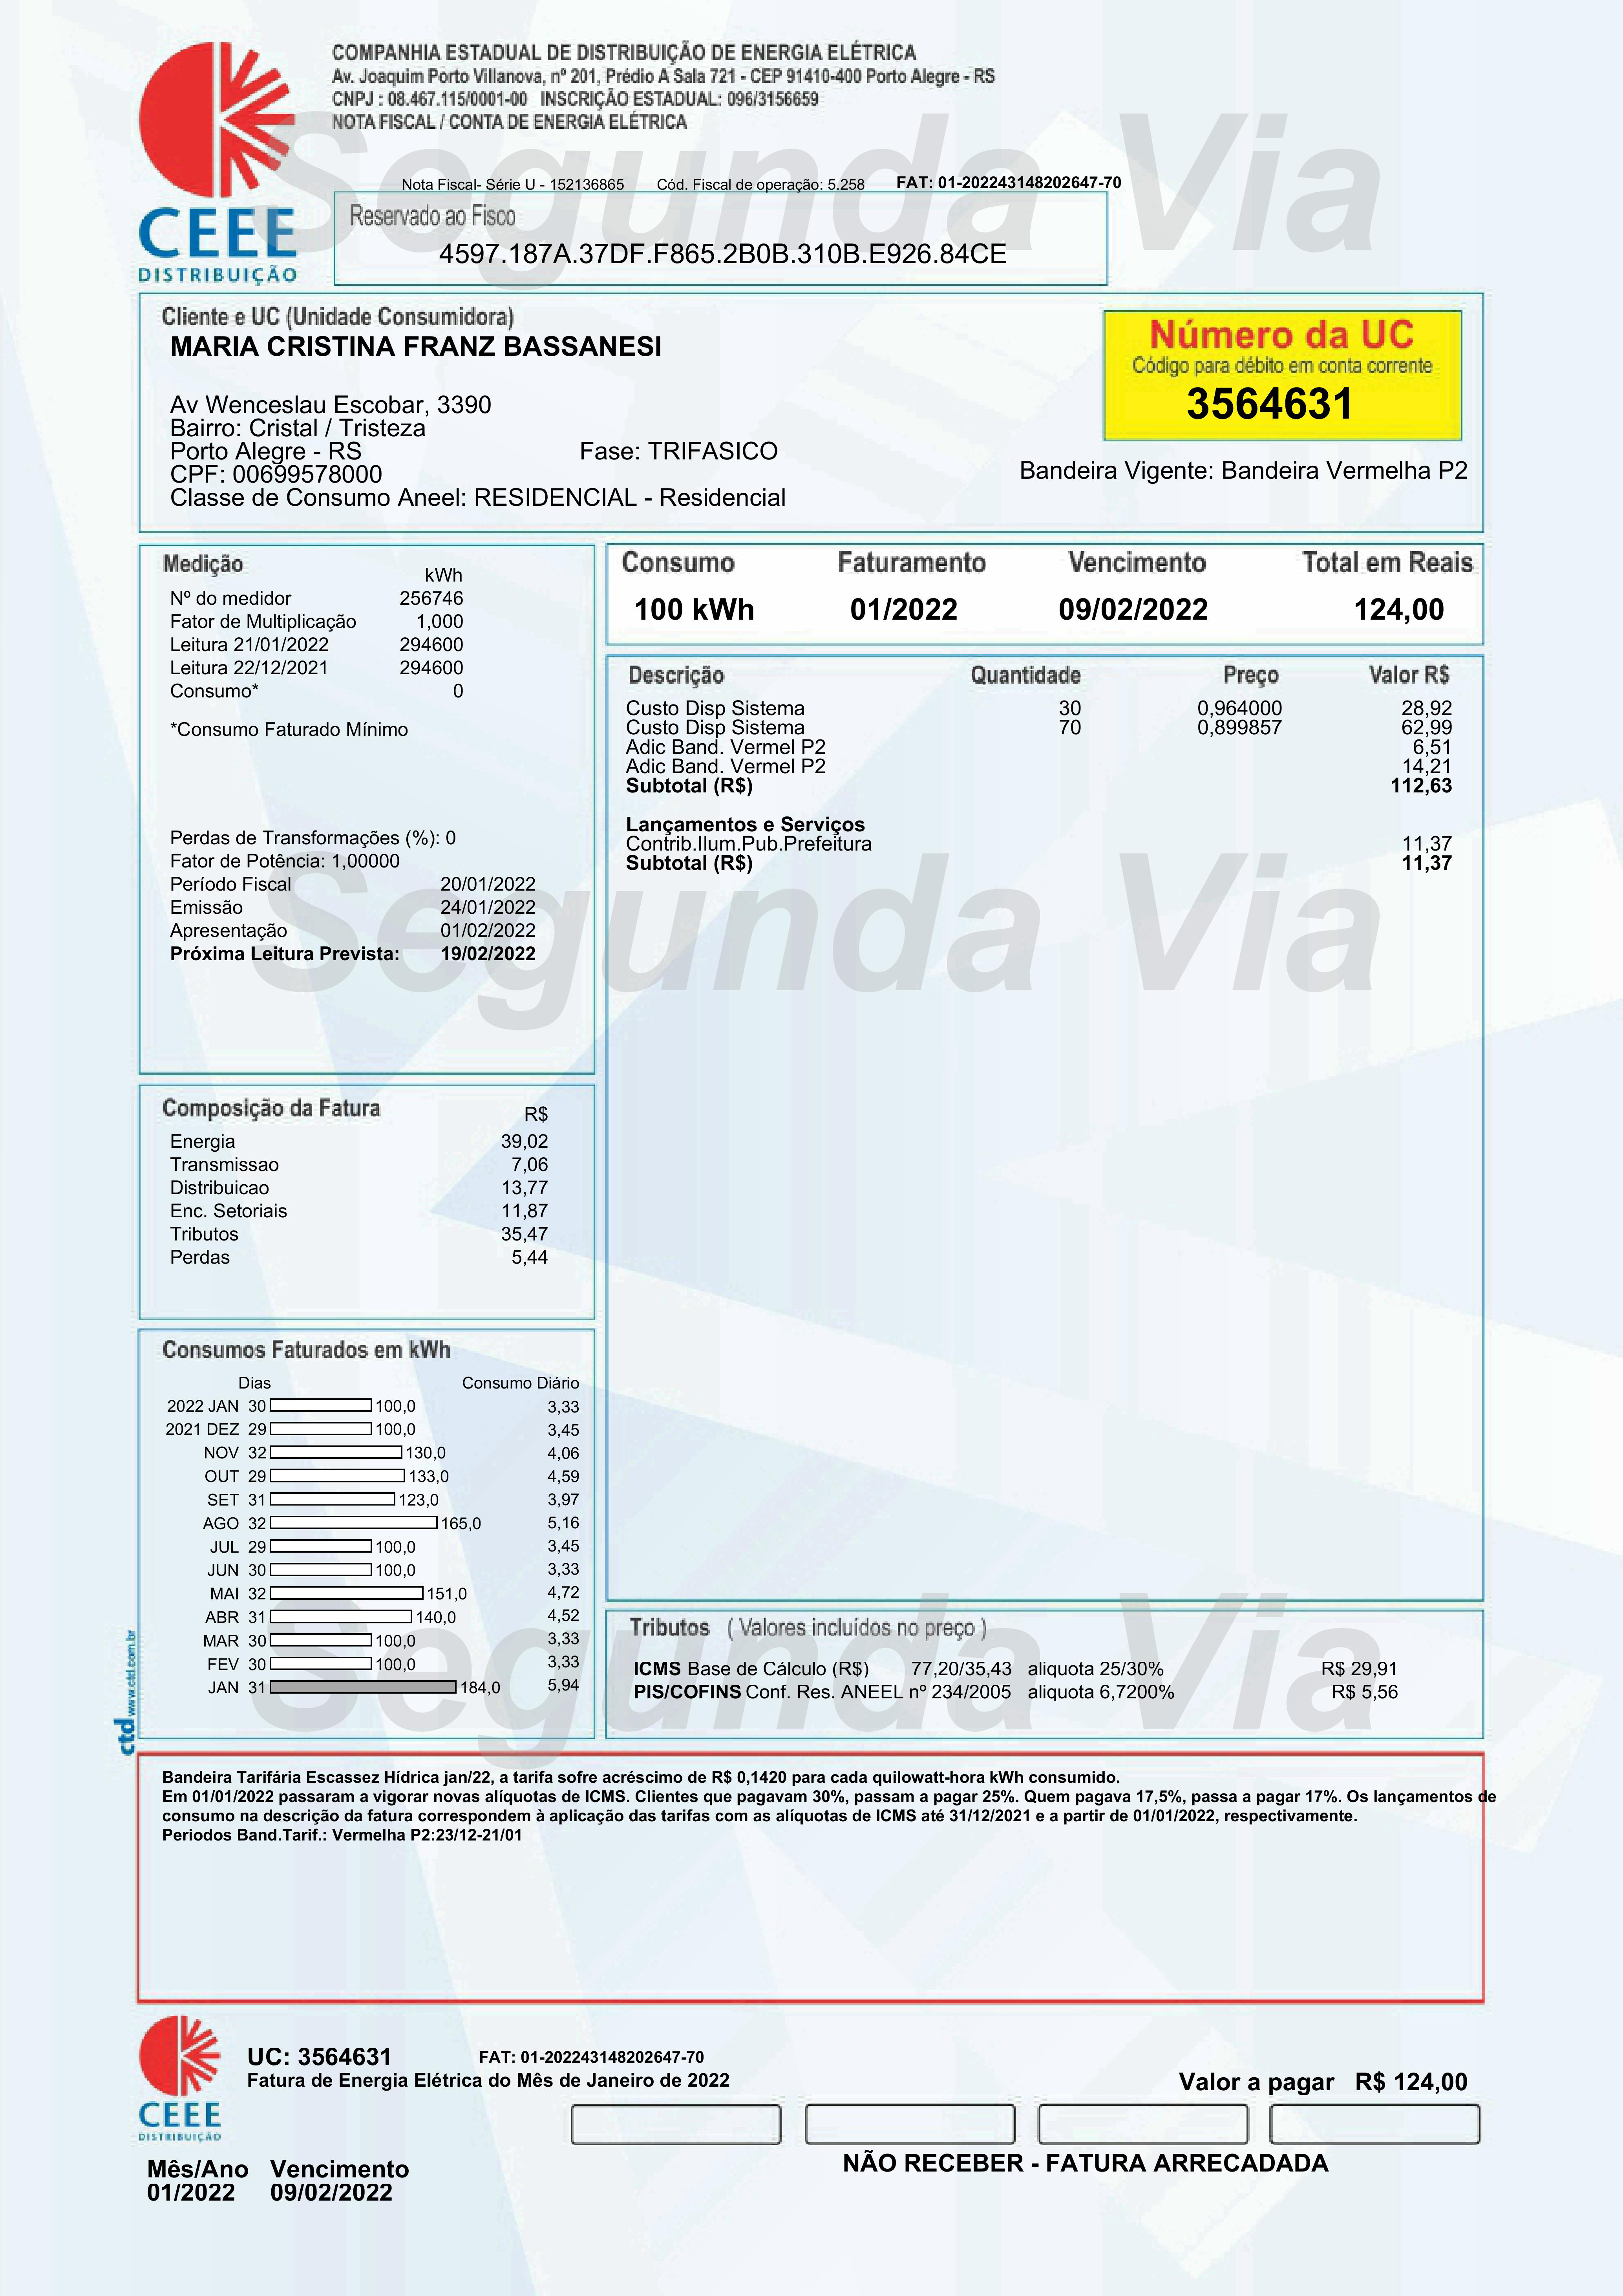 COMPANHIA ESTADUAL DE DISTRIBUIÇÃO DE ENERGIA ELÉTRICA
Av. Joaquim Porto Villanova, nº 201, Prédio A Sala 721 - CEP 91410-400 Porto Alegre - RS
CNPJ : 08.467.115/0001-00 INSCRIÇÃO ESTADUAL: 096/3156659
NOTA FISCAL / CONTA DE ENERGIA ELÉTRICA
Segunda Via
Nota Fiscal- Série U - 152136865 Cód. Fiscal de operação: 5.258 FAT: 01-202243148202647-70
CEEE
DISTRIBUIÇÃO
Reservado ao Fisco
4597.187A.37DF.F865.2B0B.310B.E926.84CE
Cliente e UC (Unidade Consumidora)
MARIA CRISTINA FRANZ BASSANESI
Av Wenceslau Escobar, 3390
Bairro: Cristal / Tristeza
Porto Alegre - RS Fase: TRIFASICO
CPF: 00699578000
Classe de Consumo Aneel: RESIDENCIAL - Residencial
Número da UC
Código para débito em conta corrente
3564631
Bandeira Vigente: Bandeira Vermelha P2
Medição
kWh
Nº do medidor 256746
Fator de Multiplicação 1,000
Leitura 21/01/2022 294600
Leitura 22/12/2021 294600
Consumo* 0
*Consumo Faturado Mínimo
Perdas de Transformações (%): 0
Fator de Potência: 1,00000
Período Fiscal 20/01/2022
Emissão 24/01/2022
Apresentação 01/02/2022
Próxima Leitura Prevista: 19/02/2022
Consumo Faturamento Vencimento Total em Reais
100 kWh 01/2022 09/02/2022 124,00
Descrição Quantidade Preço Valor R$
Custo Disp Sistema 30 0,964000 28,92
Custo Disp Sistema 70 0,899857 62,99
Adic Band. Vermel P2 6,51
Adic Band. Vermel P2 14,21
Subtotal (R$) 112,63
Lançamentos e Serviços
Contrib.Ilum.Pub.Prefeitura 11,37
Subtotal (R$) 11,37
Segunda Via
Composição da Fatura R$
Energia 39,02
Transmissao 7,06
Distribuicao 13,77
Enc. Setoriais 11,87
Tributos 35,47
Perdas 5,44
Consumos Faturados em kWh
Dias Consumo Diário
2022 JAN 30 100,0 3,33
2021 DEZ 29 100,0 3,45
NOV 32 130,0 4,06
OUT 29 133,0 4,59
SET 31 123,0 3,97
AGO 32 165,0 5,16
JUL 29 100,0 3,45
JUN 30 100,0 3,33
MAI 32 151,0 4,72
ABR 31 140,0 4,52
MAR 30 100,0 3,33
FEV 30 100,0 3,33
JAN 31 184,0 5,94
ctd www.ctd.com.br
Segunda Via
Tributos ( Valores incluídos no preço )
ICMS Base de Cálculo (R$) 77,20/35,43 aliquota 25/30% R$ 29,91
PIS/COFINS Conf. Res. ANEEL nº 234/2005 aliquota 6,7200% R$ 5,56
Bandeira Tarifária Escassez Hídrica jan/22, a tarifa sofre acréscimo de R$ 0,1420 para cada quilowatt-hora kWh consumido.
Em 01/01/2022 passaram a vigorar novas alíquotas de ICMS. Clientes que pagavam 30%, passam a pagar 25%. Quem pagava 17,5%, passa a pagar 17%. Os lançamentos de
consumo na descrição da fatura correspondem à aplicação das tarifas com as alíquotas de ICMS até 31/12/2021 e a partir de 01/01/2022, respectivamente.
Periodos Band.Tarif.: Vermelha P2:23/12-21/01
CEEE
DISTRIBUIÇÃO
UC: 3564631 FAT: 01-202243148202647-70
Fatura de Energia Elétrica do Mês de Janeiro de 2022
Valor a pagar R$ 124,00
NÃO RECEBER - FATURA ARRECADADA
Mês/Ano Vencimento
01/2022 09/02/2022